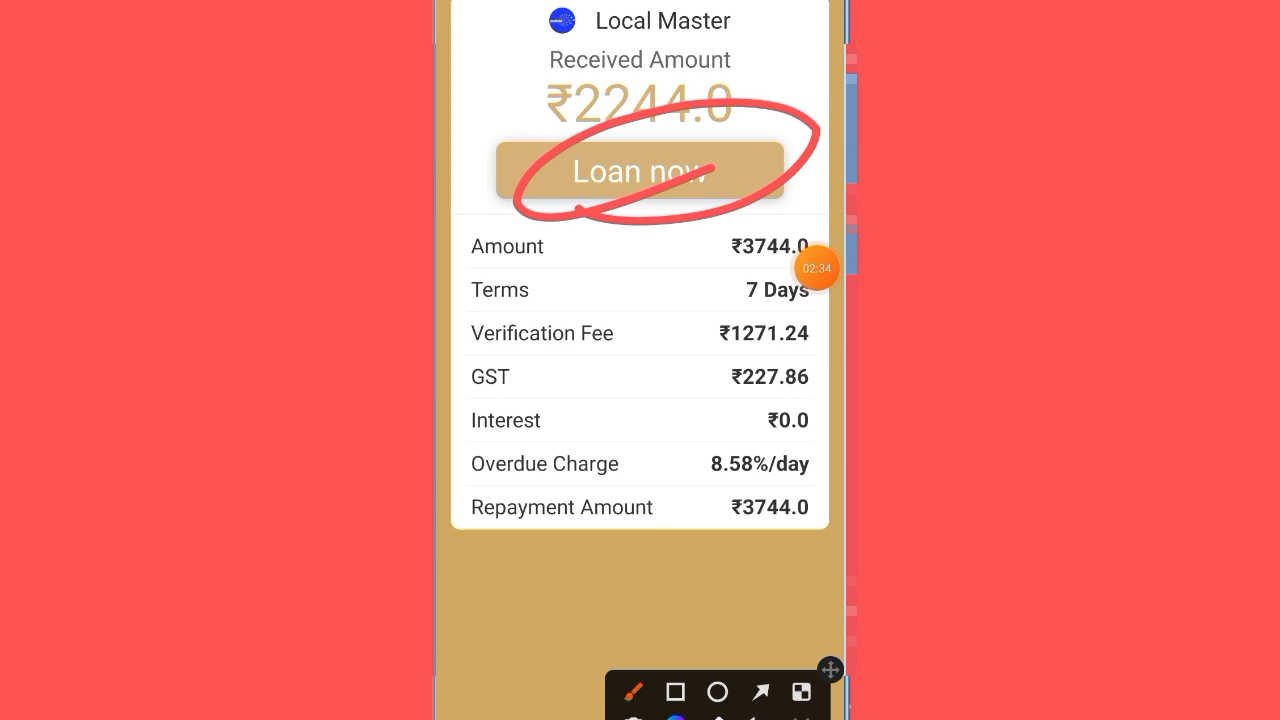 Local Master
Received Amount
₹2244.0
Loan now
Amount ₹3744.0
02:34
Terms 7 Days
Verification Fee ₹1271.24
GST ₹227.86
Interest ₹0.0
Overdue Charge 8.58%/day
Repayment Amount ₹3744.0